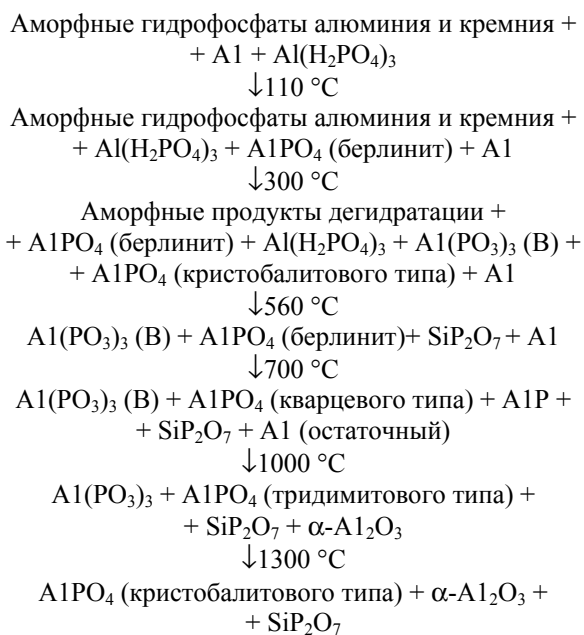 Аморфные гидрофосфаты алюминия и кремния +
+ A1 + Al(H₂PO₄)₃
↓110 °C
Аморфные гидрофосфаты алюминия и кремния +
+ Al(H₂PO₄)₃ + A1PO₄ (берлинит) + A1
↓300 °C
Аморфные продукты дегидратации +
+ A1PO₄ (берлинит) + Al(H₂PO₄)₃ + A1(PO₃)₃ (B) +
+ A1PO₄ (кристобалитового типа) + A1
↓560 °C
A1(PO₃)₃ (B) + A1PO₄ (берлинит)+ SiP₂O₇ + A1
↓700 °C
A1(PO₃)₃ (B) + A1PO₄ (кварцевого типа) + A1P +
+ SiP₂O₇ + A1 (остаточный)
↓1000 °C
A1(PO₃)₃ + A1PO₄ (тридимитового типа) +
+ SiP₂O₇ + α-A1₂O₃
↓1300 °C
A1PO₄ (кристобалитового типа) + α-A1₂O₃ +
+ SiP₂O₇